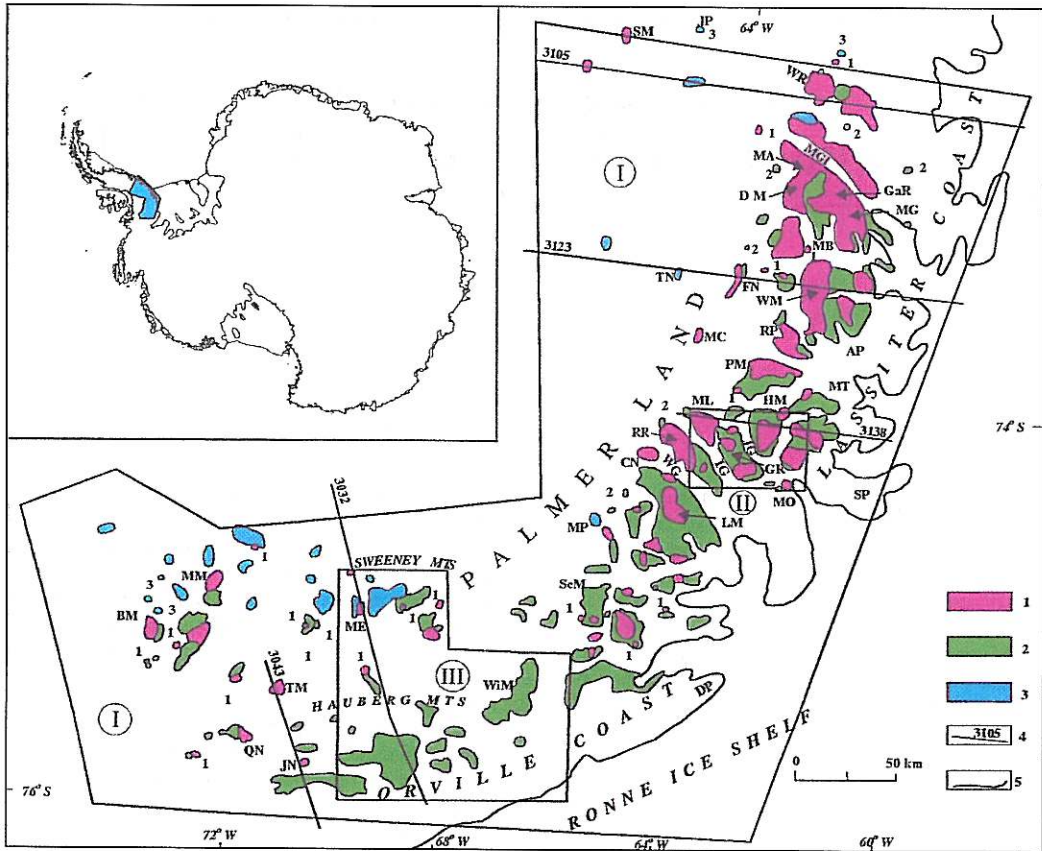 JP
64° W
SM
3
3
3105
1
WR
1
2
MGl
MA
2
2
I
D M
GaR
MG
3123
2
MB
TN
1
FN
WM
MC
RP
AP
PM
MT
1
HM
2
ML
74° S
RR
3138
CN
WG
IG
TG
GR
SP
II
MO
2
MP
LM
PALMER LAND
LASSITER COAST
3032
SWEENEY MTS
1
3
MM
SeM
1
1
1
ME
BM
3
1
1
1
1
1
1
8
3043
1
1
1
III
TM
WiM
HAUBERG MTS
I
DP
QN
1
JN
ORVILLE COAST
RONNE ICE SHELF
0 50 km
76° S
72° W
68° W
64° W
60° W
1
2
3
3105 4
5